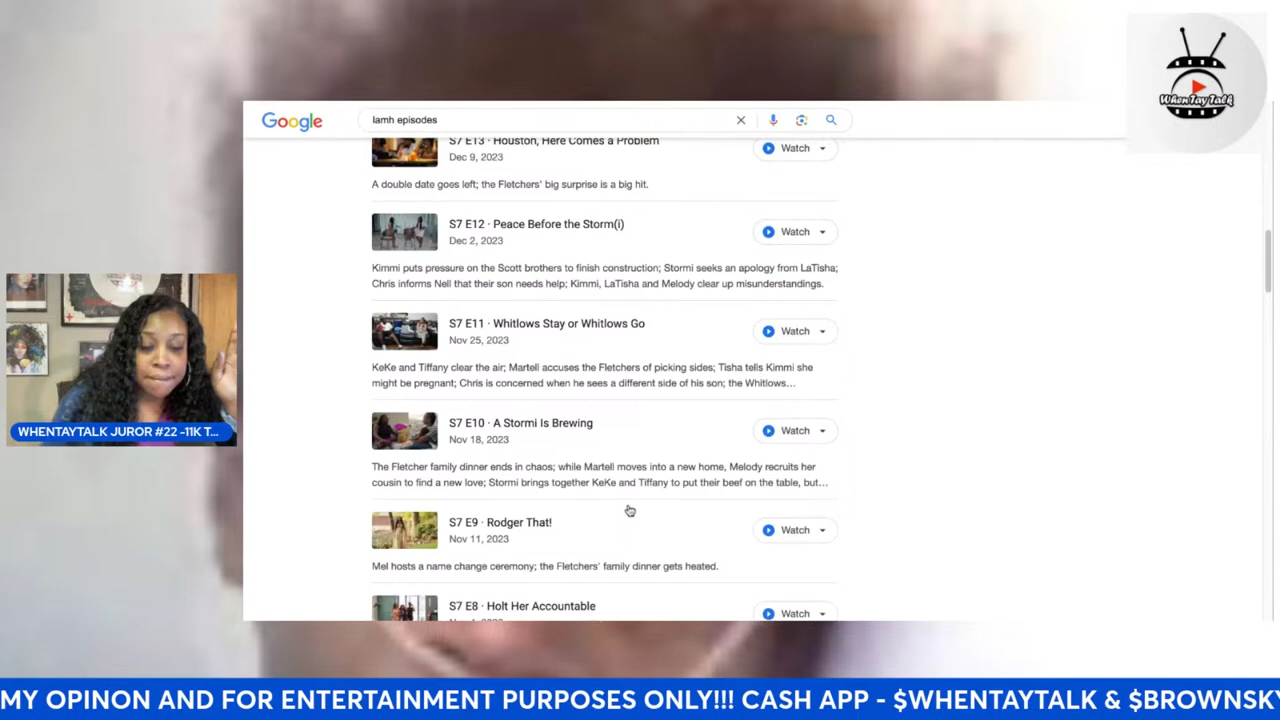 WhenTayTalk
Google
lamh episodes
S7 E13 · Houston, Here Comes a Problem
Dec 9, 2023
Watch
A double date goes left; the Fletchers' big surprise is a big hit.
S7 E12 · Peace Before the Storm(i)
Dec 2, 2023
Watch
Kimmi puts pressure on the Scott brothers to finish construction; Stormi seeks an apology from LaTisha;
Chris informs Nell that their son needs help; Kimmi, LaTisha and Melody clear up misunderstandings.
S7 E11 · Whitlows Stay or Whitlows Go
Nov 25, 2023
Watch
KeKe and Tiffany clear the air; Martell accuses the Fletchers of picking sides; Tisha tells Kimmi she
might be pregnant; Chris is concerned when he sees a different side of his son; the Whitlows...
S7 E10 · A Stormi Is Brewing
Nov 18, 2023
Watch
The Fletcher family dinner ends in chaos; while Martell moves into a new home, Melody recruits her
cousin to find a new love; Stormi brings together KeKe and Tiffany to put their beef on the table, but...
S7 E9 · Rodger That!
Nov 11, 2023
Watch
Mel hosts a name change ceremony; the Fletchers' family dinner gets heated.
S7 E8 · Holt Her Accountable
Watch
WHENTAYTALK JUROR #22 -11K T...
MY OPINON AND FOR ENTERTAINMENT PURPOSES ONLY!!! CASH APP - $WHENTAYTALK & $BROWNSKY